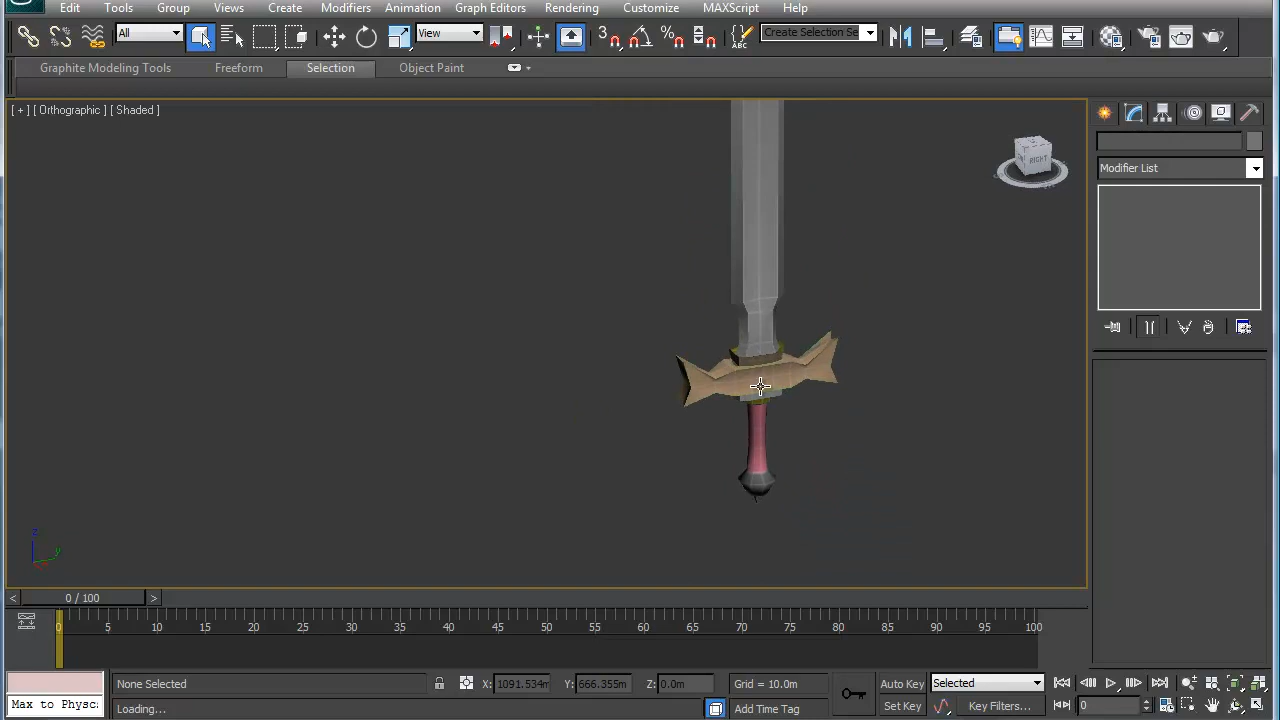 Edit Tools Group Views Create Modifiers Animation Graph Editors Rendering Customize MAXScript Help
All View 3 % Create Selection Se
Graphite Modeling Tools Freeform Selection Object Paint
[ + ] [ Orthographic ] [ Shaded ]
RIGHT
Modifier List
z
y
< 0 / 100 >
0 5 10 15 20 25 30 35 40 45 50 55 60 65 70 75 80 85 90 95 100
None Selected X: 1091.534m Y: 666.355m Z: 0.0m Grid = 10.0m Auto Key Selected
Max to Physc Loading... Add Time Tag Set Key Key Filters... 0